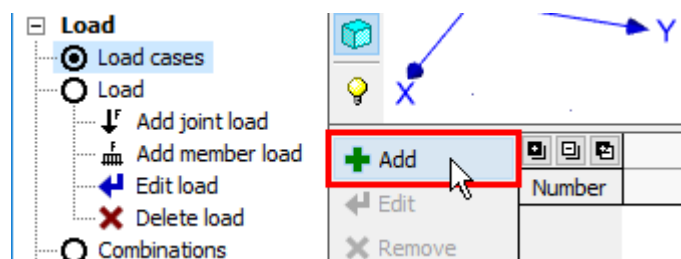 Load
Load cases
Load
F Add joint load
F Add member load
Edit load
Delete load
Combinations
Y
X
Add
Number
Edit
Remove